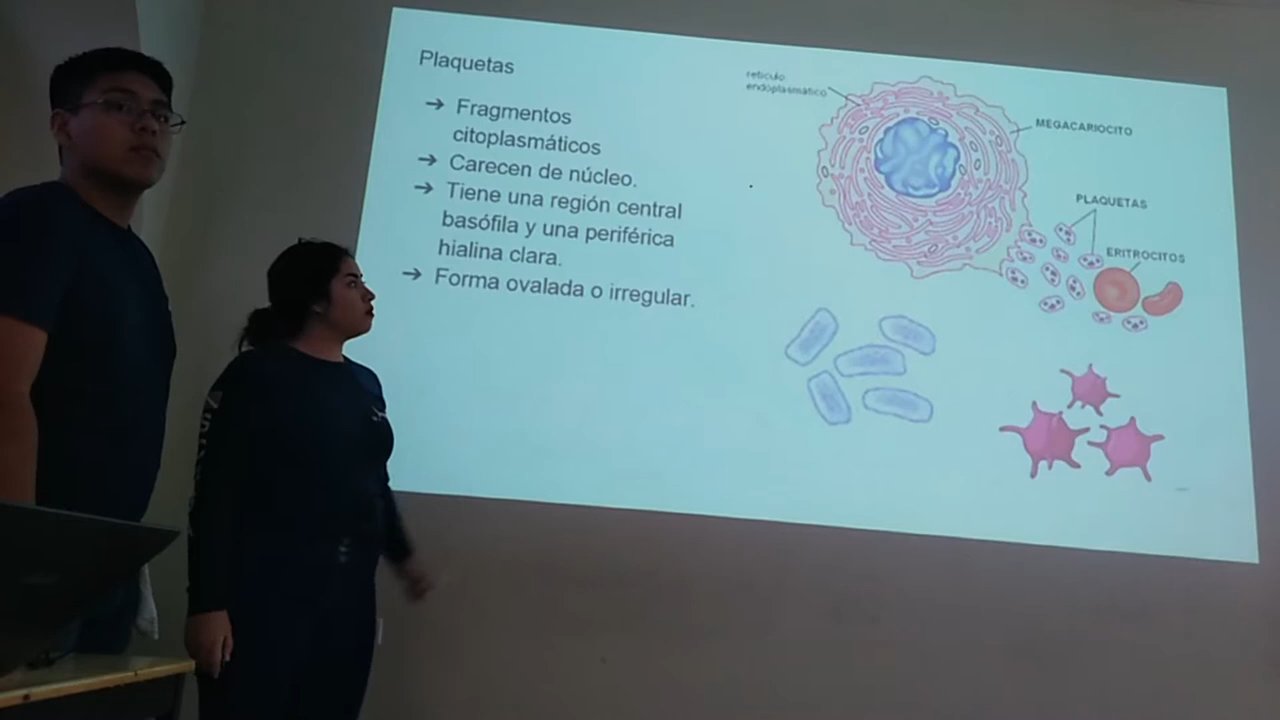 Plaquetas
➔ Fragmentos
citoplasmáticos
➔ Carecen de núcleo.
➔ Tiene una región central
basófila y una periférica
hialina clara.
➔ Forma ovalada o irregular.
retículo
endoplasmático
MEGACARIOCITO
PLAQUETAS
ERITROCITOS